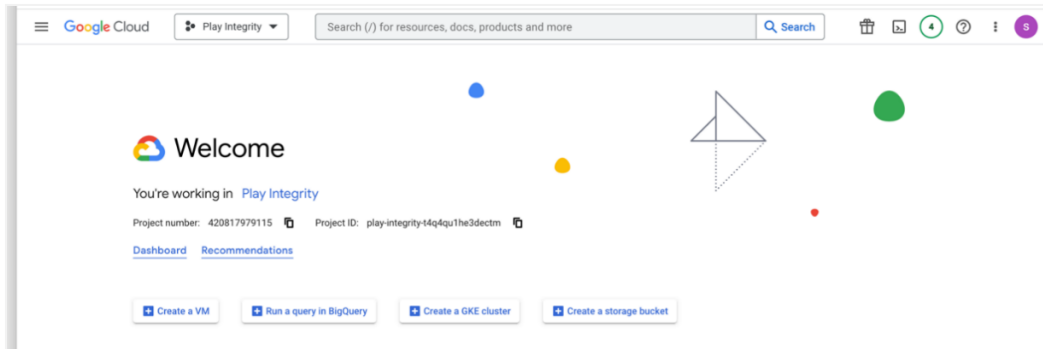 Google Cloud Play Integrity Search (/) for resources, docs, products and more Search 4 S
Welcome
You're working in Play Integrity
Project number: 420817979115 Project ID: play-integrity-t4q4qu1he3dectm
Dashboard Recommendations
Create a VM Run a query in BigQuery Create a GKE cluster Create a storage bucket